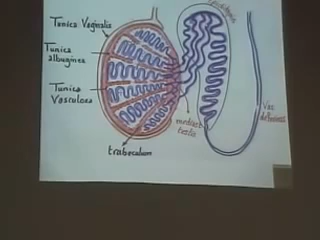 Tunica Vaginalis
Tunica
albuginea
Tunica
Vasculosa
trabeculum
mediast
testis
Vas
deferens